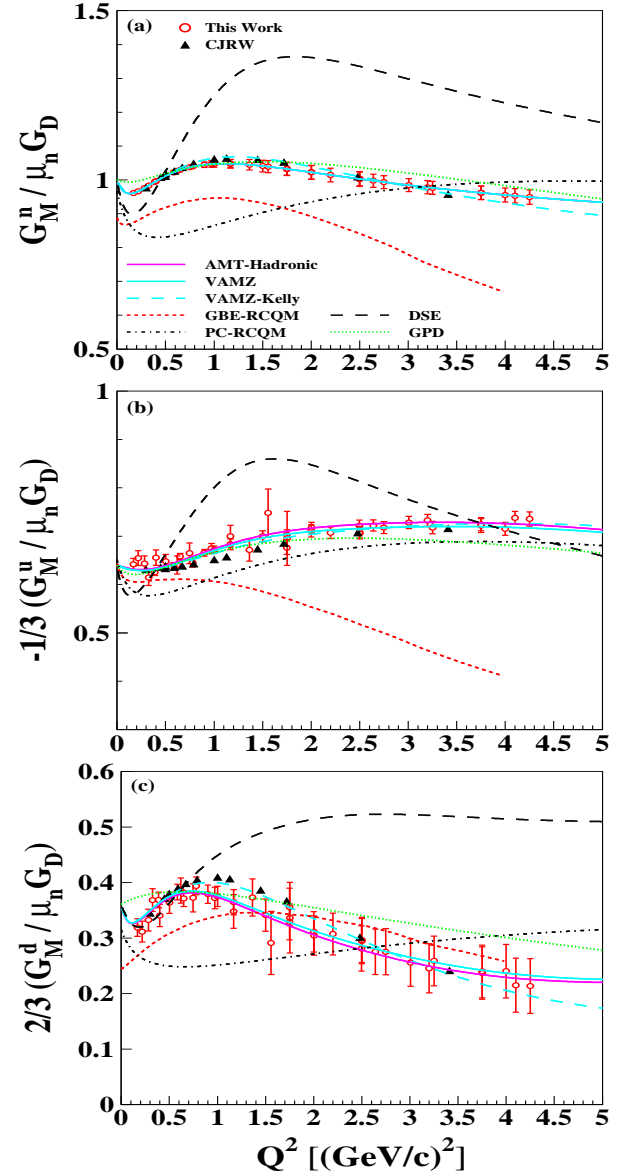 (a)
This Work
CJRW
1.5
1
0.5
G_M^n / μ_n G_D
AMT-Hadronic
VAMZ
VAMZ-Kelly
GBE-RCQM
DSE
PC-RCQM
GPD
0 0.5 1 1.5 2 2.5 3 3.5 4 4.5 5
(b)
1
0.5
-1/3 (G_M^u / μ_n G_D)
0 0.5 1 1.5 2 2.5 3 3.5 4 4.5 5
(c)
0.6
0.5
0.4
0.3
0.2
0.1
0
2/3 (G_M^d / μ_n G_D)
0 0.5 1 1.5 2 2.5 3 3.5 4 4.5 5
Q^2 [(GeV/c)^2]